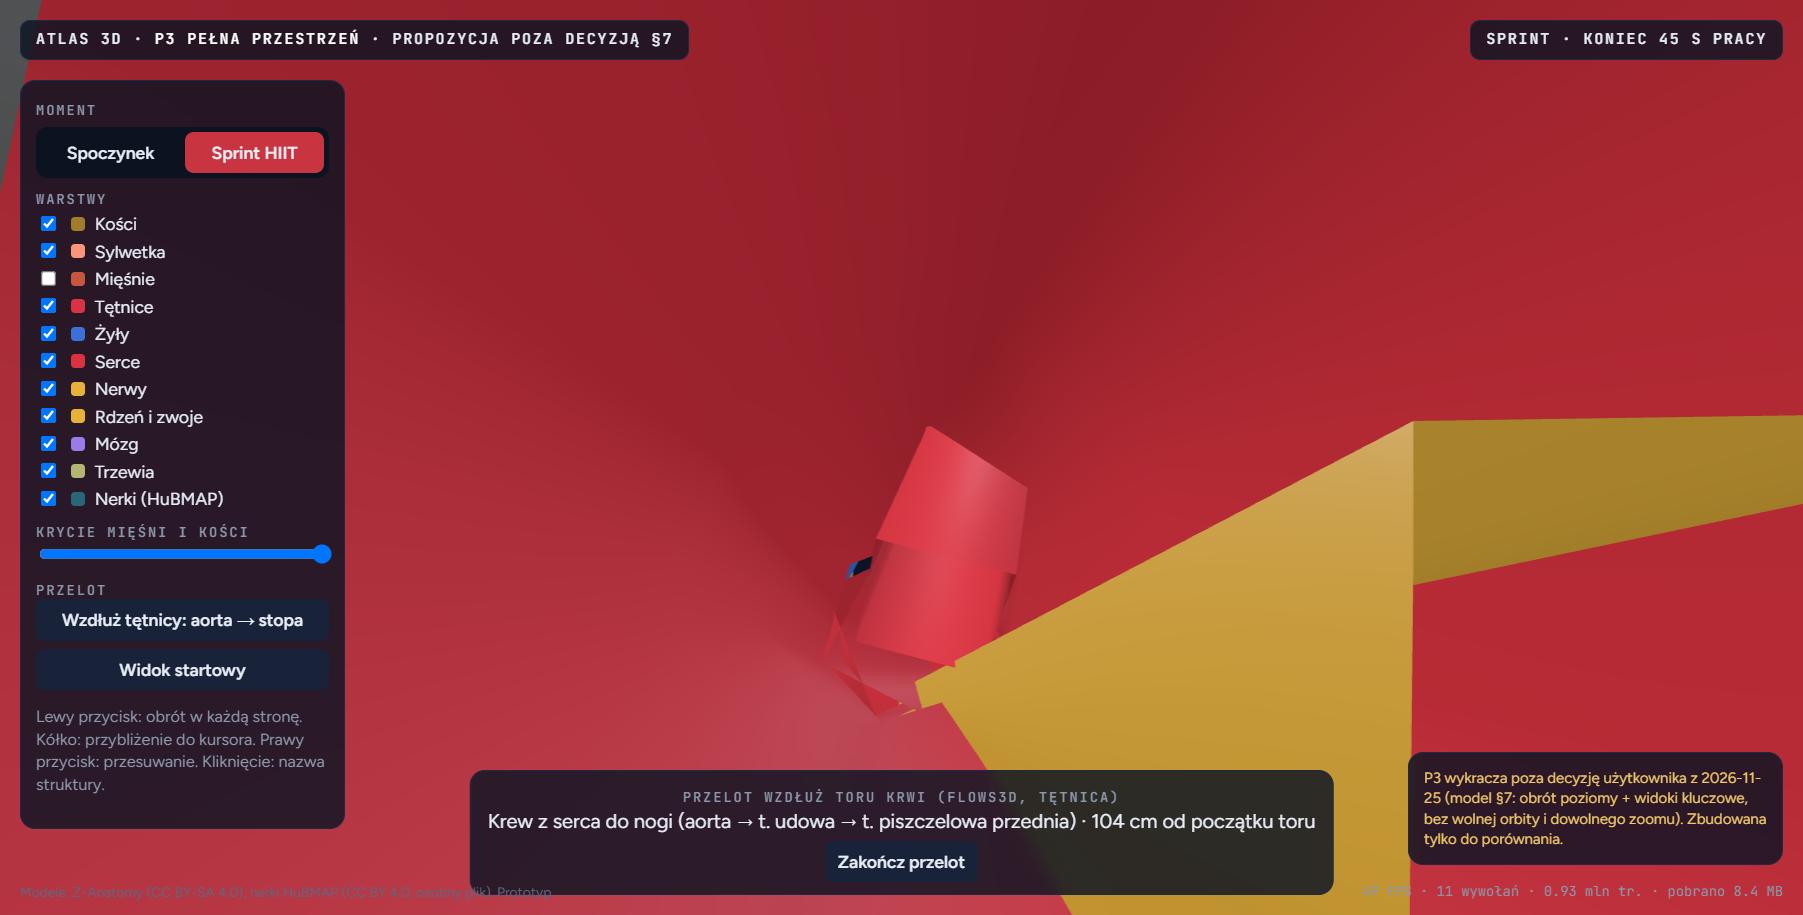 ATLAS 3D · P3 PEŁNA PRZESTRZEŃ · PROPOZYCJA POZA DECYZJĄ §7
SPRINT · KONIEC 45 S PRACY
MOMENT
Spoczynek
Sprint HIIT
WARSTWY
Kości
Sylwetka
Mięśnie
Tętnice
Żyły
Serce
Nerwy
Rdzeń i zwoje
Mózg
Trzewia
Nerki (HuBMAP)
KRYCIE MIĘŚNI I KOŚCI
PRZELOT
Wzdłuż tętnicy: aorta → stopa
Widok startowy
Lewy przycisk: obrót w każdą stronę.
Kółko: przybliżenie do kursora. Prawy
przycisk: przesuwanie. Kliknięcie: nazwa
struktury.
PRZELOT WZDŁUŻ TORU KRWI (FLOWS3D, TĘTNICA)
Krew z serca do nogi (aorta → t. udowa → t. piszczelowa przednia) · 104 cm od początku toru
Zakończ przelot
P3 wykracza poza decyzję użytkownika z 2026-11-
25 (model §7: obrót poziomy + widoki kluczowe,
bez wolnej orbity i dowolnego zoomu). Zbudowana
tylko do porównania.
Modele: Z-Anatomy (CC BY-SA 4.0), nerki HuBMAP (CC BY 4.0, osobny plik). Prototyp
· 11 wywołań · 0.93 mln tr. · pobrano 8.4 MB